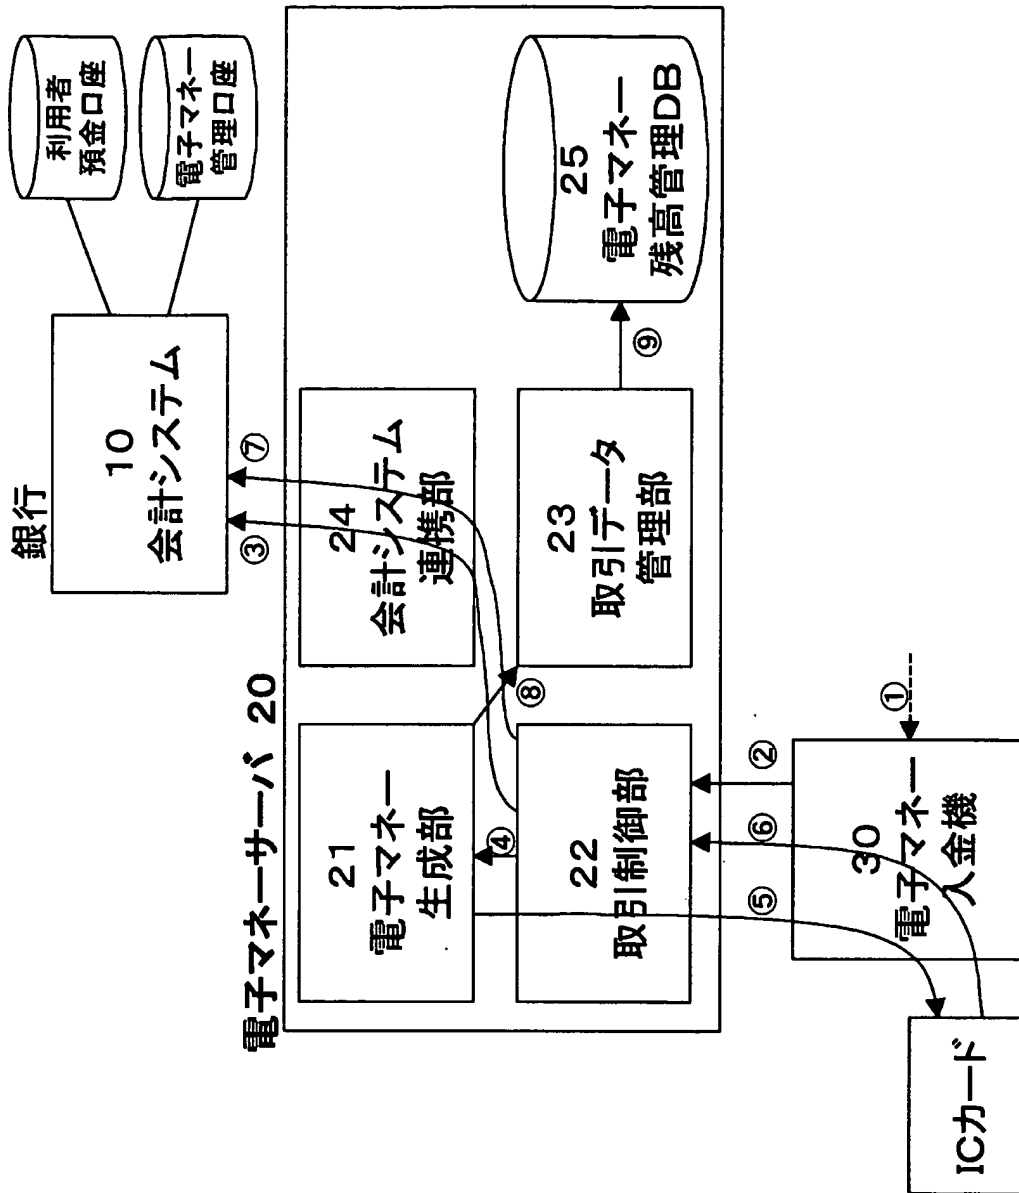 銀行
10
会計システム
利用者
預金口座
電子マネー
管理口座
③
⑦
電子マネーサーバ 20
21
電子マネー
生成部
24
会計システム
連携部
④
⑧
22
取引制御部
23
取引データ
管理部
⑨
25
電子マネー
残高管理DB
⑤
⑥
②
①
30
電子マネー
入金機
ICカード